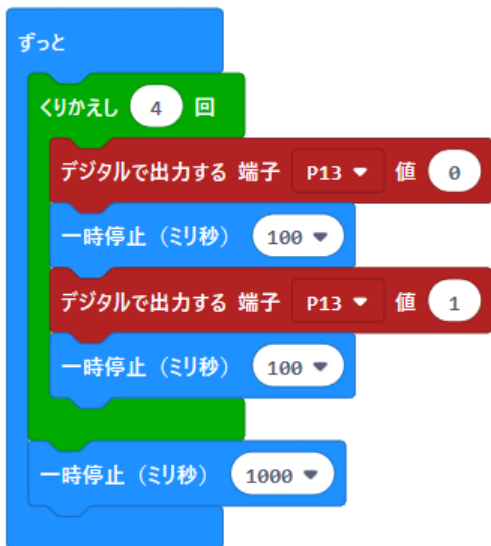 ずっと
くりかえし 4 回
デジタルで出力する 端子 P13 値 0
一時停止（ミリ秒） 100
デジタルで出力する 端子 P13 値 1
一時停止（ミリ秒） 100
一時停止（ミリ秒） 1000